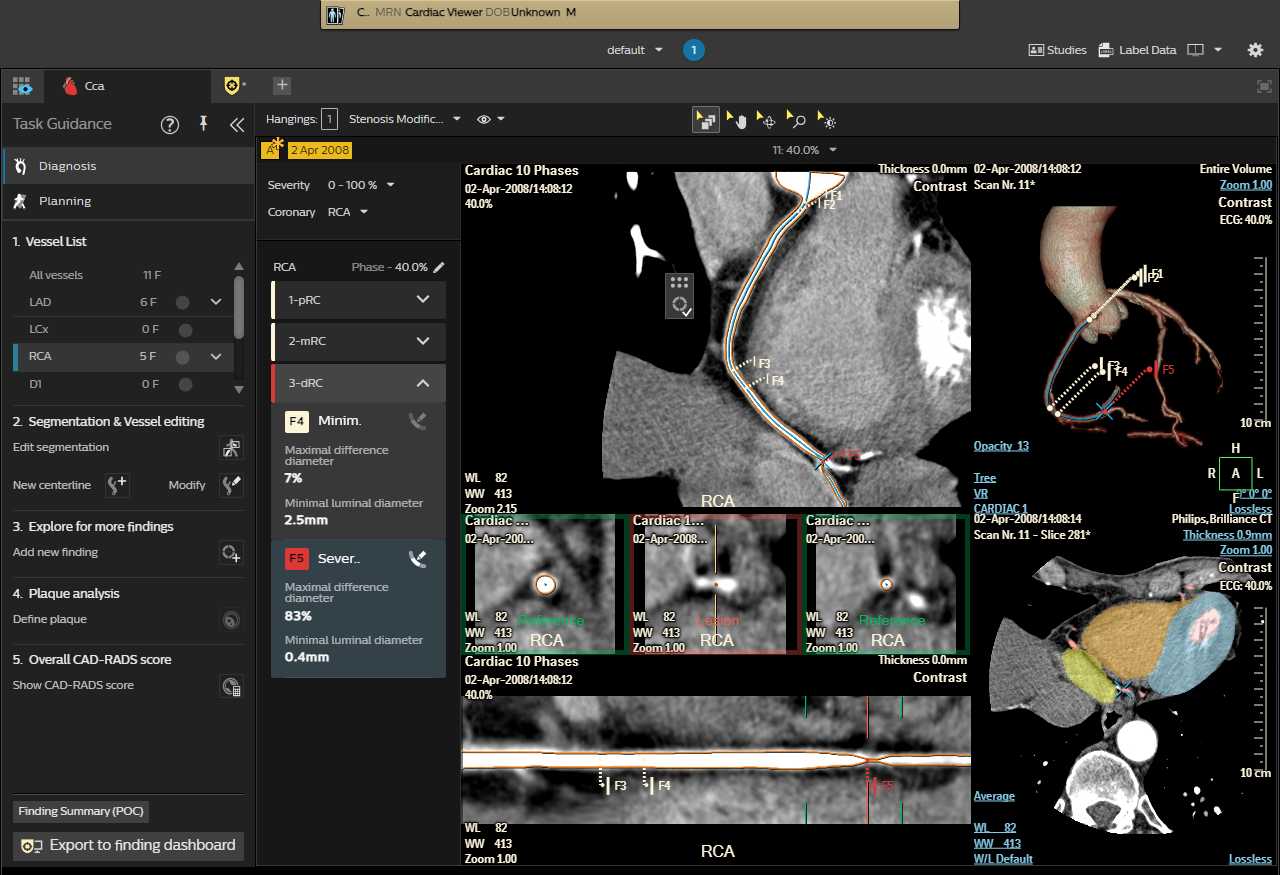 C.. MRN Cardiac Viewer DOB Unknown M
default 1
Studies Label Data
Cca
Task Guidance
Diagnosis
Planning
1. Vessel List
All vessels 11 F
LAD 6 F
LCx 0 F
RCA 5 F
D1 0 F
2. Segmentation & Vessel editing
Edit segmentation
New centerline Modify
3. Explore for more findings
Add new finding
4. Plaque analysis
Define plaque
5. Overall CAD-RADS score
Show CAD-RADS score
Finding Summary (POC)
Export to finding dashboard
Hangings: 1 Stenosis Modific...
A 2 Apr 2008
11: 40.0%
Severity 0 - 100 %
Coronary RCA
RCA Phase - 40.0%
1-pRC
2-mRC
3-dRC
F4 Minim.
Maximal difference
diameter
7%
Minimal luminal diameter
2.5mm
F5 Sever..
Maximal difference
diameter
83%
Minimal luminal diameter
0.4mm
Cardiac 10 Phases
02-Apr-2008/14:08:12
40.0%
Thickness 0.0mm
Contrast
F1
F2
F3
F4
WL 82
WW 413
Zoom 2.15
RCA
02-Apr-2008/14:08:12
Scan Nr. 11*
Entire Volume
Zoom 1.00
Contrast
ECG: 40.0%
F1
F2
F4
F5
10 cm
Opacity 13
Tree
VR
CARDIAC 1
H
R A L
F
0° 0° 0°
Lossless
Cardiac ...
02-Apr-200...
WL 82
WW 413
Zoom 1.00
Reference
RCA
Cardiac 1...
02-Apr-2008...
WL 82
WW 413
Zoom 1.00
Lesion
RCA
Cardiac ...
02-Apr-200...
WL 82
WW 413
Zoom 1.00
Reference
RCA
Cardiac 10 Phases
02-Apr-2008/14:08:12
40.0%
Thickness 0.0mm
Contrast
F3
F4
F5
WL 82
WW 413
Zoom 1.00
RCA
02-Apr-2008/14:08:14
Scan Nr. 11 - Slice 281*
Philips,Brilliance CT
Thickness 0.9mm
Zoom 1.00
Contrast
ECG: 40.0%
10 cm
Average
WL 82
WW 413
W/L Default
Lossless